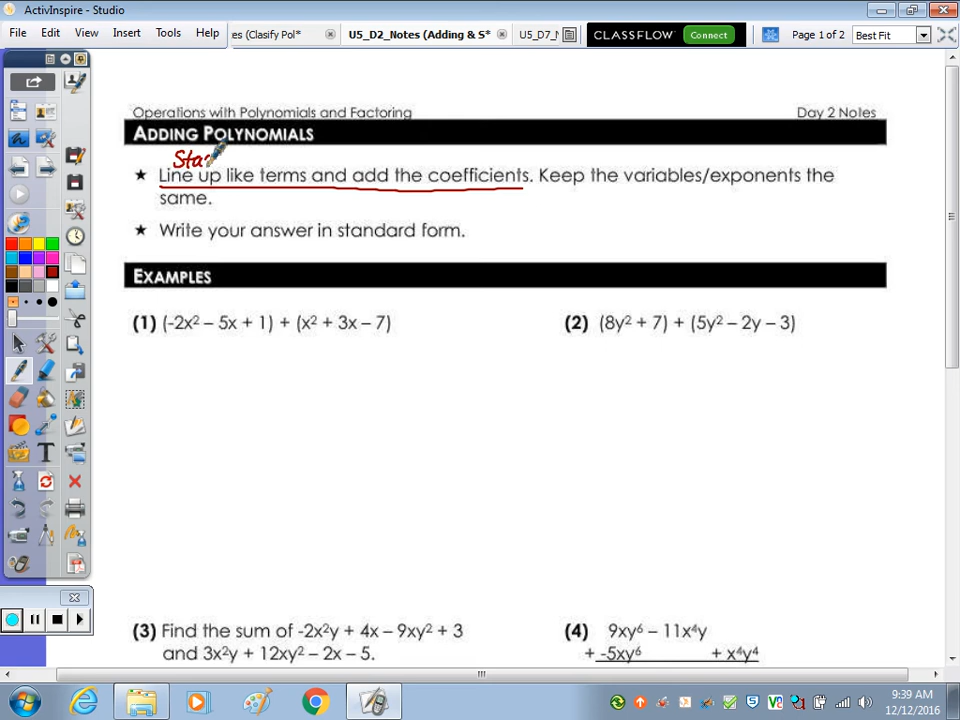 ActivInspire - Studio
File Edit View Insert Tools Help
es (Clasify Pol*
U5_D2_Notes (Adding & S*
CLASSFLOW Connect
Page 1 of 2
Best Fit
Operations with Polynomials and Factoring Day 2 Notes
ADDING POLYNOMIALS
Sta
★ Line up like terms and add the coefficients. Keep the variables/exponents the
same.
★ Write your answer in standard form.
EXAMPLES
(1) (-2x² – 5x + 1) + (x² + 3x – 7) (2) (8y² + 7) + (5y² – 2y – 3)
(3) Find the sum of -2x²y + 4x – 9xy² + 3
and 3x²y + 12xy² – 2x – 5.
(4) 9xy⁶ – 11x⁴y
+ -5xy⁶ + x⁴y⁴
9:39 AM
12/12/2016